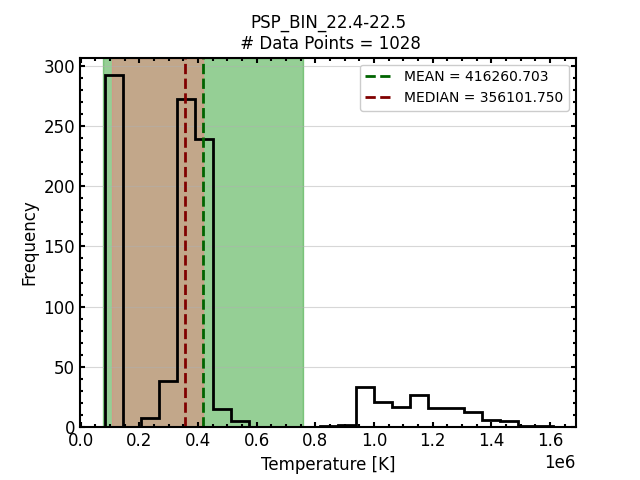 PSP_BIN_22.4-22.5
# Data Points = 1028
MEAN = 416260.703
MEDIAN = 356101.750
Frequency
300
250
200
150
100
50
0
0.0 0.2 0.4 0.6 0.8 1.0 1.2 1.4 1.6
1e6
Temperature [K]